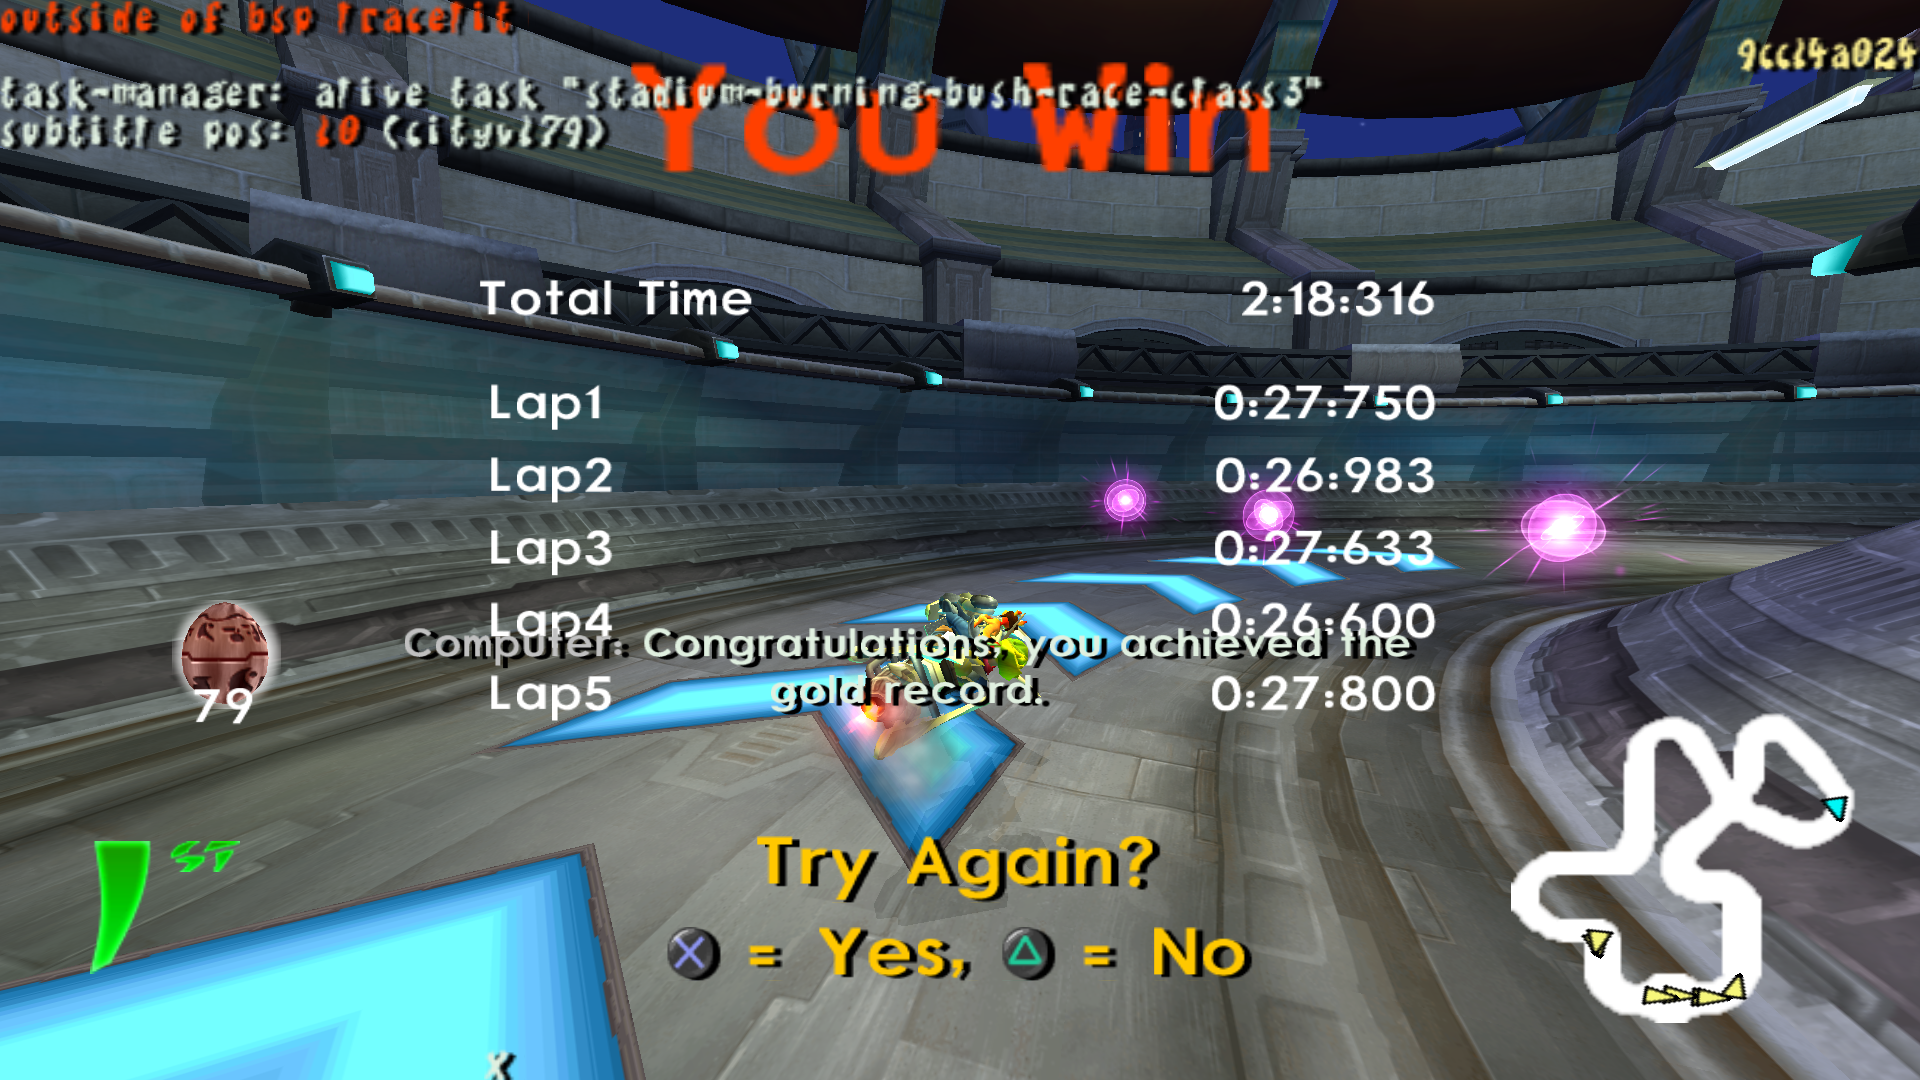 outside of bsp tracefit
9ccl4a024
task-manager: alive task "stadium-burning-bush-race-class3"
subtitle pos: 10 (cityvl79)
You Win
Total Time 2:18:316
Lap1 0:27:750
Lap2 0:26:983
Lap3 0:27:633
Lap4 0:26:600
Computer: Congratulations, you achieved the
gold record.
Lap5 0:27:800
79
Try Again?
X = Yes, △ = No
x